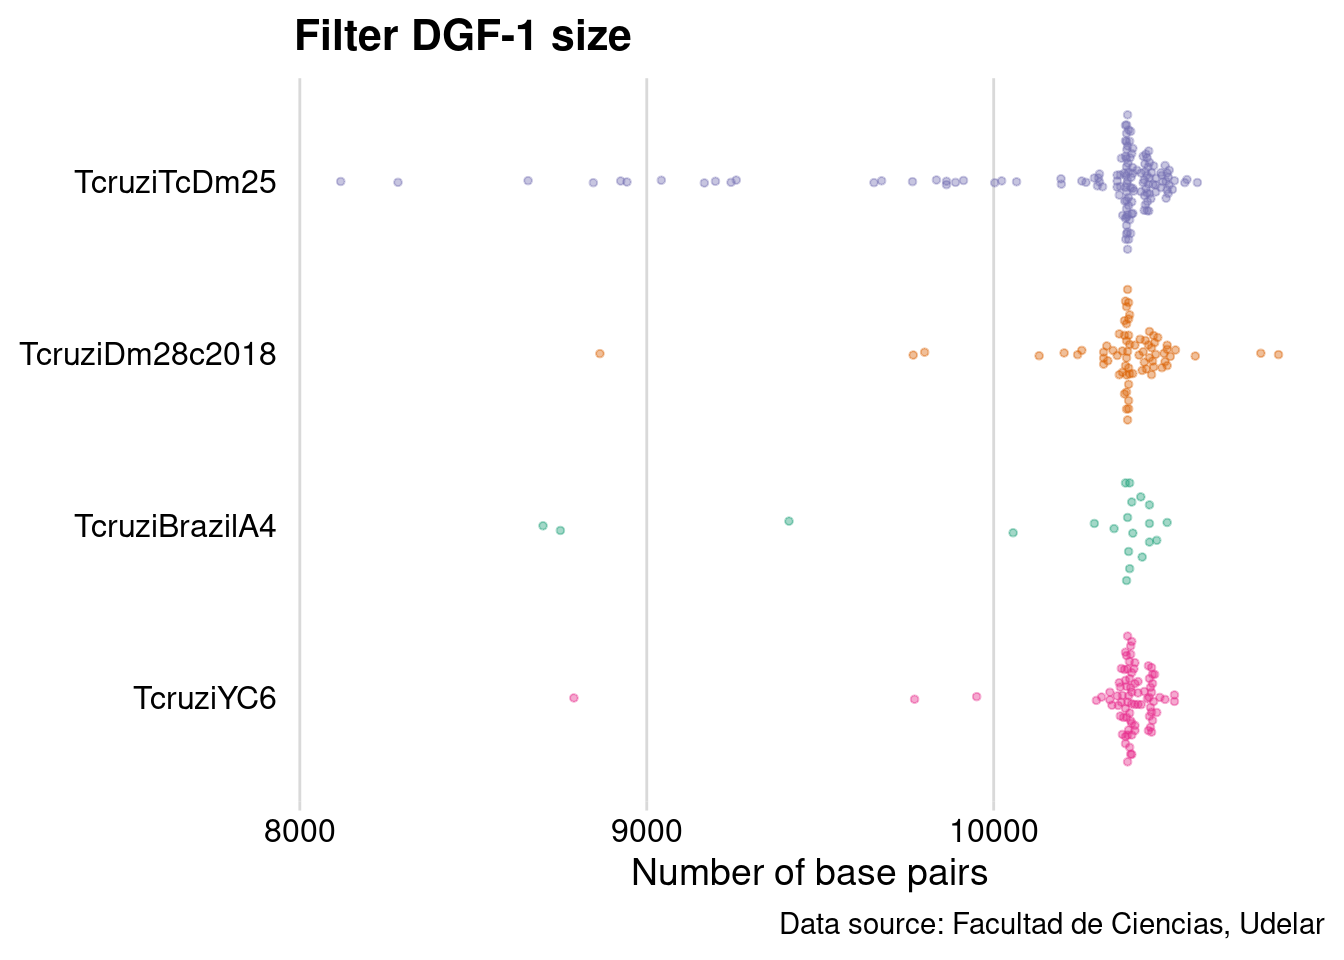 Filter DGF-1 size
TcruziTcDm25
TcruziDm28c2018
TcruziBrazilA4
TcruziYC6
8000 9000 10000
Number of base pairs
Data source: Facultad de Ciencias, Udelar